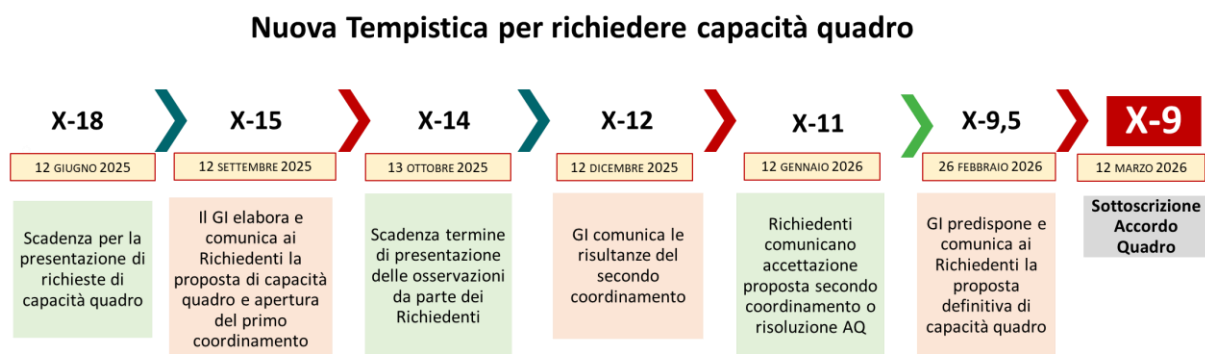 Nuova Tempistica per richiedere capacità quadro
X-18
12 GIUGNO 2025
Scadenza per la
presentazione di
richieste di
capacità quadro
X-15
12 SETTEMBRE 2025
Il GI elabora e
comunica ai
Richiedenti la
proposta di capacità
quadro e apertura
del primo
coordinamento
X-14
13 OTTOBRE 2025
Scadenza termine
di presentazione
delle osservazioni
da parte dei
Richiedenti
X-12
12 DICEMBRE 2025
GI comunica le
risultanze del
secondo
coordinamento
X-11
12 GENNAIO 2026
Richiedenti
comunicano
accettazione
proposta secondo
coordinamento o
risoluzione AQ
X-9,5
26 FEBBRAIO 2026
GI predispone e
comunica ai
Richiedenti la
proposta
definitiva di
capacità quadro
X-9
12 MARZO 2026
Sottoscrizione
Accordo
Quadro